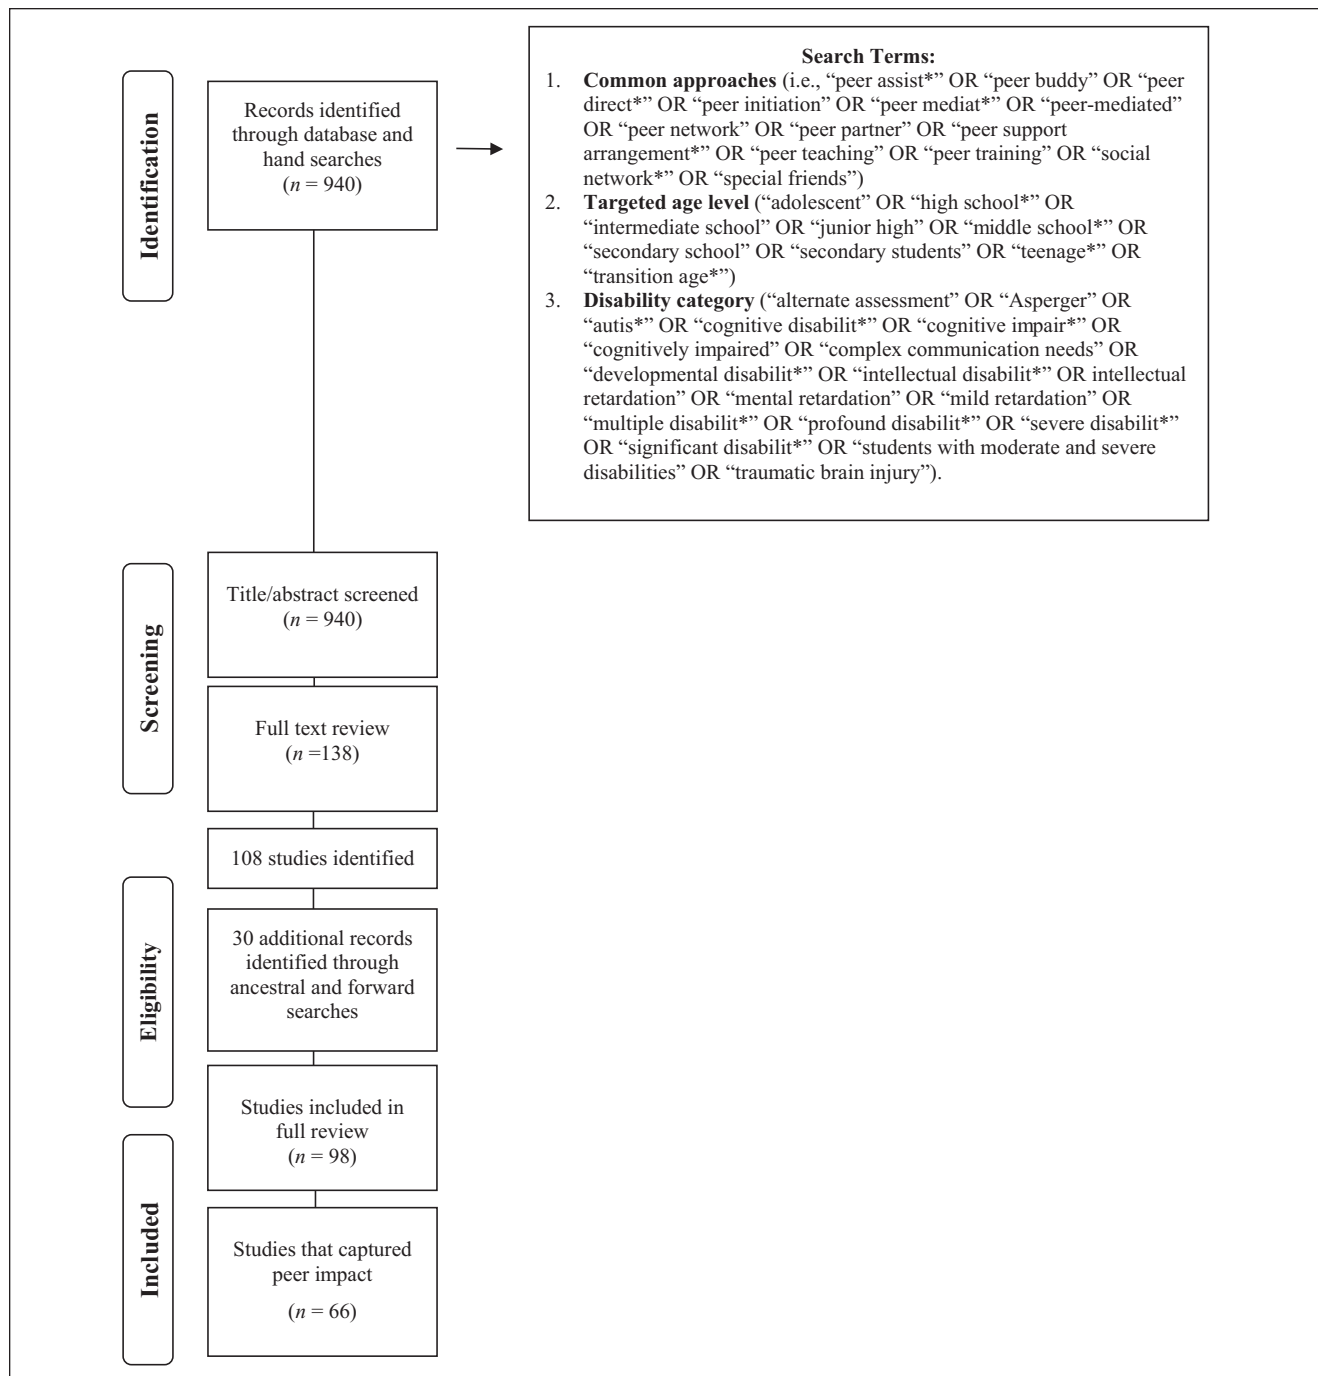 Identification
Records identified
through database and
hand searches
(n = 940)
Search Terms:
1. Common approaches (i.e., “peer assist*” OR “peer buddy” OR “peer
direct*” OR “peer initiation” OR “peer mediat*” OR “peer-mediated”
OR “peer network” OR “peer partner” OR “peer support
arrangement*” OR “peer teaching” OR “peer training” OR “social
network*” OR “special friends”)
2. Targeted age level (“adolescent” OR “high school*” OR
“intermediate school” OR “junior high” OR “middle school*” OR
“secondary school” OR “secondary students” OR “teenage*” OR
“transition age*”)
3. Disability category (“alternate assessment” OR “Asperger” OR
“autis*” OR “cognitive disabilit*” OR “cognitive impair*” OR
“cognitively impaired” OR “complex communication needs” OR
“developmental disabilit*” OR “intellectual disabilit*” OR intellectual
retardation” OR “mental retardation” OR “mild retardation” OR
“multiple disabilit*” OR “profound disabilit*” OR “severe disabilit*”
OR “significant disabilit*” OR “students with moderate and severe
disabilities” OR “traumatic brain injury”).
Screening
Title/abstract screened
(n = 940)
Full text review
(n =138)
108 studies identified
Eligibility
30 additional records
identified through
ancestral and forward
searches
Studies included in
full review
(n = 98)
Included
Studies that captured
peer impact
(n = 66)